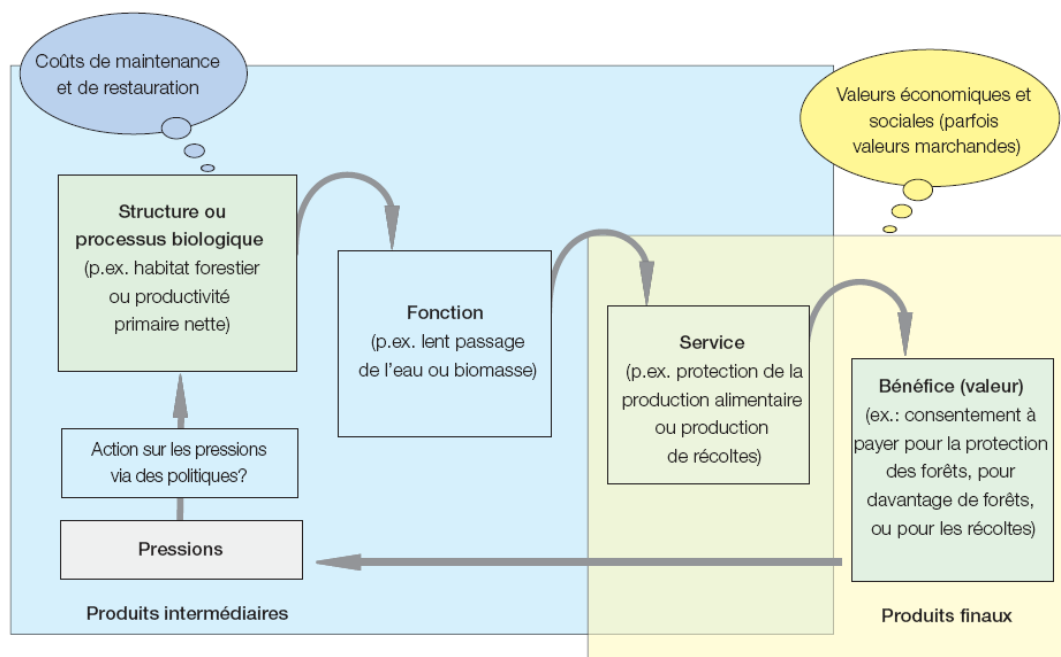 Coûts de maintenance
et de restauration
Valeurs économiques et
sociales (parfois
valeurs marchandes)
Structure ou
processus biologique
(p.ex. habitat forestier
ou productivité
primaire nette)
Fonction
(p.ex. lent passage
de l'eau ou biomasse)
Service
(p.ex. protection de la
production alimentaire
ou production
de récoltes)
Bénéfice (valeur)
(ex.: consentement à
payer pour la protection
des forêts, pour
davantage de forêts,
ou pour les récoltes)
Action sur les pressions
via des politiques?
Pressions
Produits intermédiaires
Produits finaux